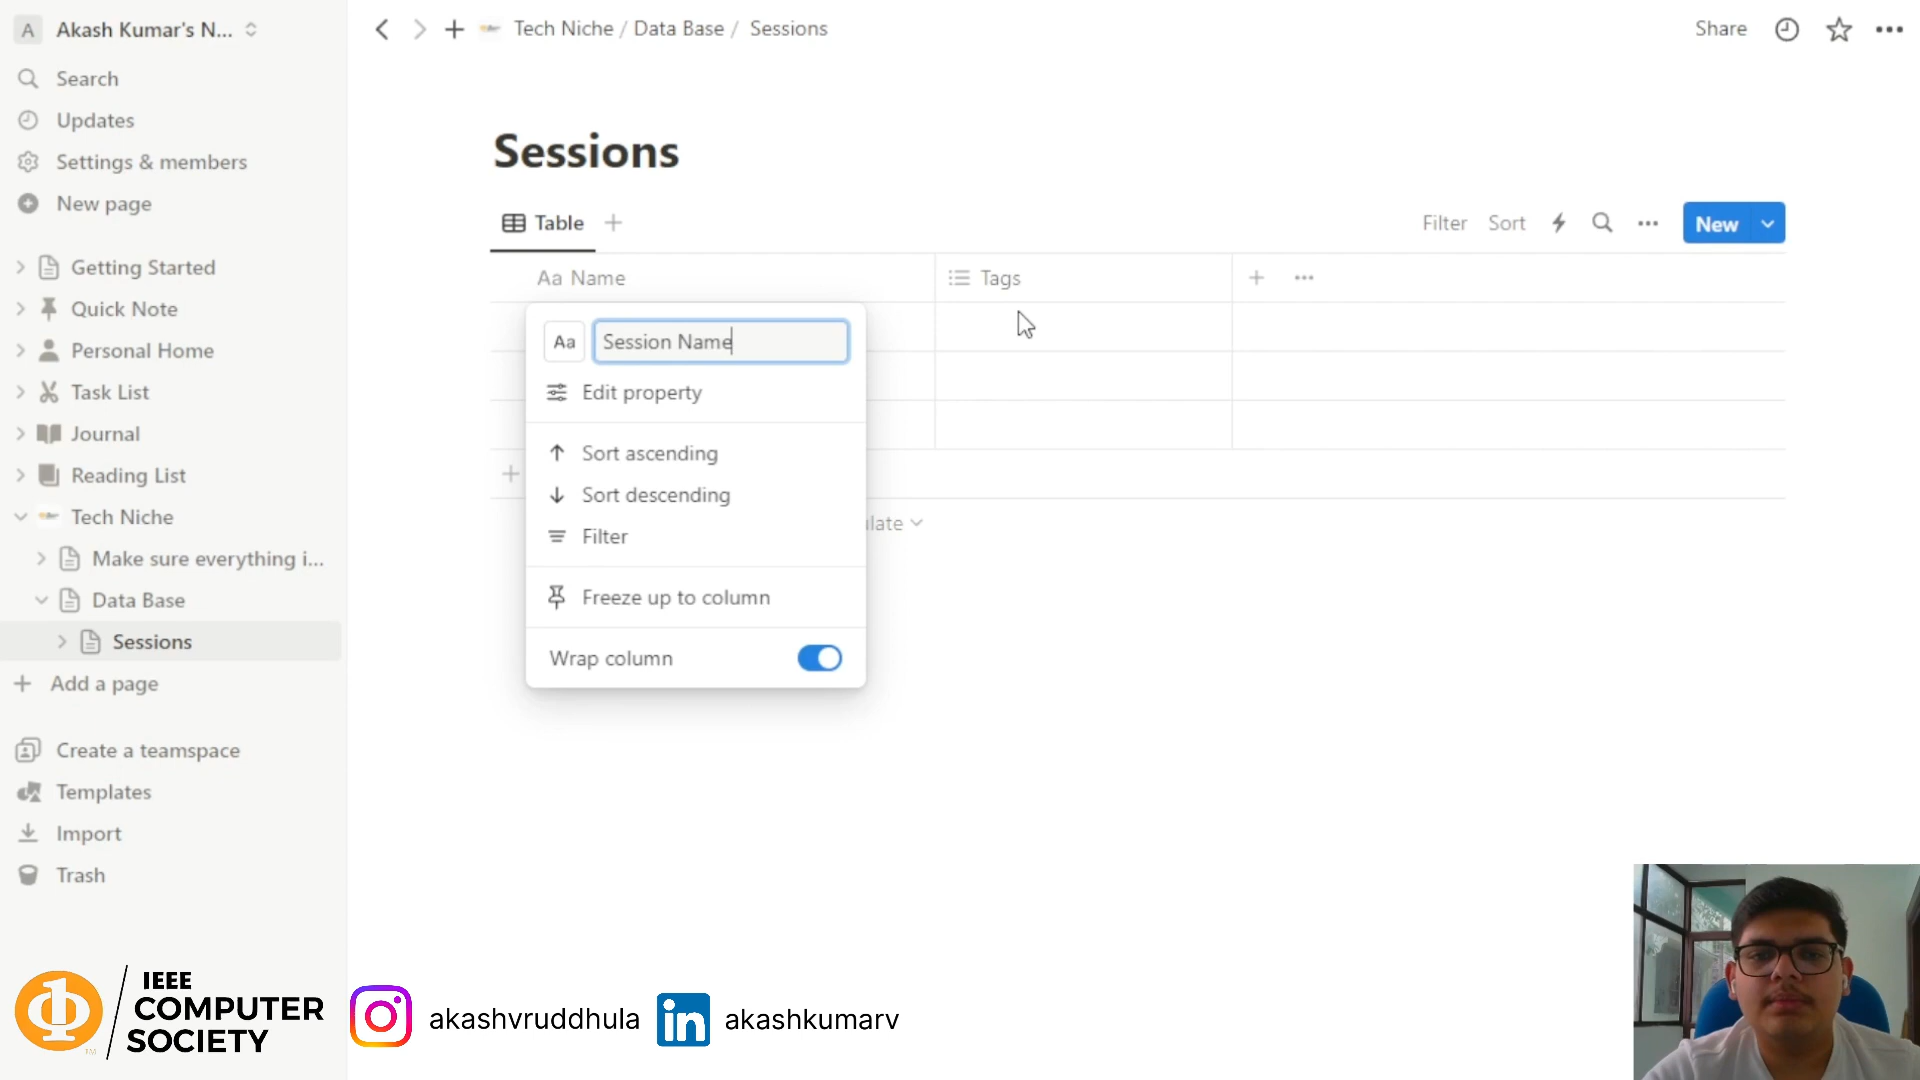 A Akash Kumar's N...
Search
Updates
Settings & members
New page
Getting Started
Quick Note
Personal Home
Task List
Journal
Reading List
Tech Niche
Make sure everything i...
Data Base
Sessions
Add a page
Create a teamspace
Templates
Import
Trash
Tech Niche / Data Base / Sessions
Share
Sessions
Table
Filter Sort New
Aa Name Tags
Aa Session Name
Edit property
Sort ascending
Sort descending
Filter
Freeze up to column
Wrap column
late
IEEE
COMPUTER
SOCIETY
TM
akashvruddhula in akashkumarv